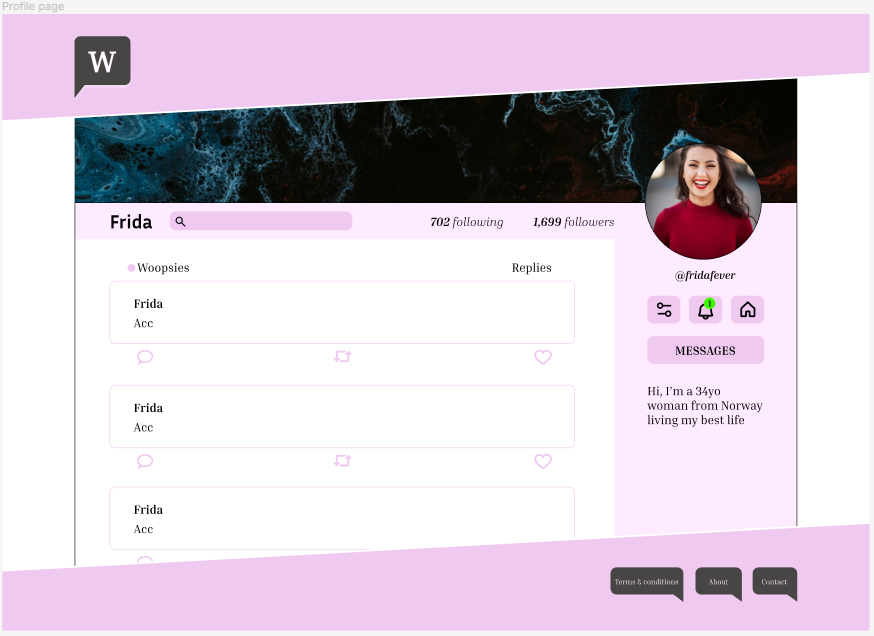 Profile page
W
Frida
702 following
1,699 followers
@fridafever
1
MESSAGES
Hi, I'm a 34yo
woman from Norway
living my best life
Woopsies
Replies
Frida
Acc
Frida
Acc
Frida
Acc
Terms & conditions
About
Contact